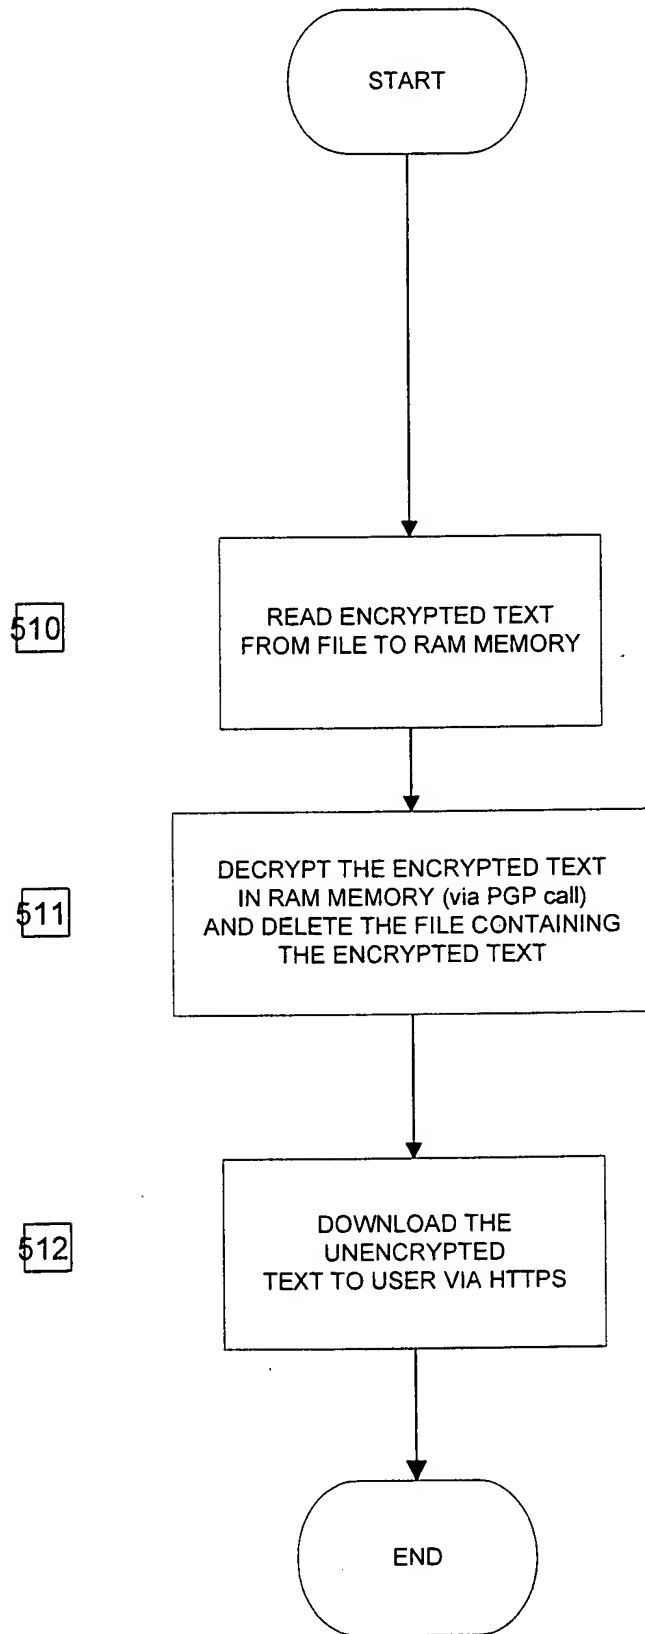 START
510
READ ENCRYPTED TEXT
FROM FILE TO RAM MEMORY
511
DECRYPT THE ENCRYPTED TEXT
IN RAM MEMORY (via PGP call)
AND DELETE THE FILE CONTAINING
THE ENCRYPTED TEXT
512
DOWNLOAD THE
UNENCRYPTED
TEXT TO USER VIA HTTPS
END